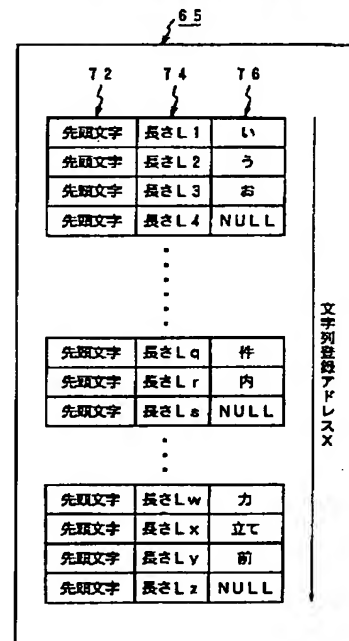 65
72 74 76
先頭文字 長さL1 い
先頭文字 長さL2 う
先頭文字 長さL3 お
先頭文字 長さL4 NULL
先頭文字 長さLq 件
先頭文字 長さLr 内
先頭文字 長さLs NULL
先頭文字 長さLw 力
先頭文字 長さLx 立て
先頭文字 長さLy 前
先頭文字 長さLz NULL
文字列登録アドレスX